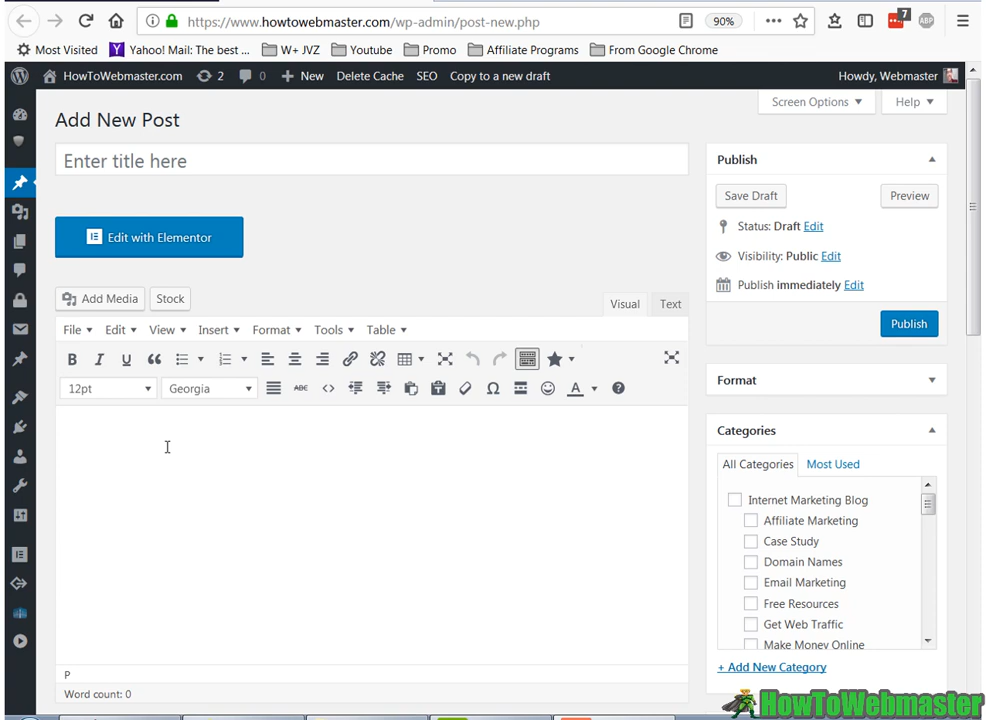 https://www.howtowebmaster.com/wp-admin/post-new.php 90% 7 ABP
Most Visited Yahoo! Mail: The best ... W+ JVZ Youtube Promo Affiliate Programs From Google Chrome
HowToWebmaster.com 2 0 New Delete Cache SEO Copy to a new draft Howdy, Webmaster
Screen Options Help
Add New Post
Enter title here
Edit with Elementor
Add Media Stock
Visual Text
File Edit View Insert Format Tools Table
B I U
12pt Georgia ABC A
P
Word count: 0
Publish
Save Draft Preview
Status: Draft Edit
Visibility: Public Edit
Publish immediately Edit
Publish
Format
Categories
All Categories Most Used
Internet Marketing Blog
Affiliate Marketing
Case Study
Domain Names
Email Marketing
Free Resources
Get Web Traffic
Make Money Online
+ Add New Category
HowToWebmaster